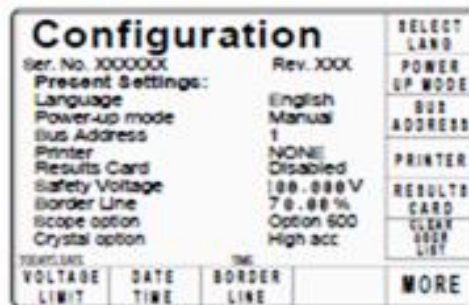 Configuration
Ser. No. XXXXXX Rev. XXX
Present Settings:
Language English
Power-up mode Manual
Bus Address 1
Printer NONE
Results Card Disabled
Safety Voltage 100.000V
Border Line 70.00%
Scope option Option 600
Crystal option High acc
TODAYS DATE TIME
SELECT LANG
POWER UP MODE
BUS ADDRESS
PRINTER
RESULTS CARD
CLEAR USER LIST
VOLTAGE LIMIT
DATE TIME
BORDER LINE
MORE